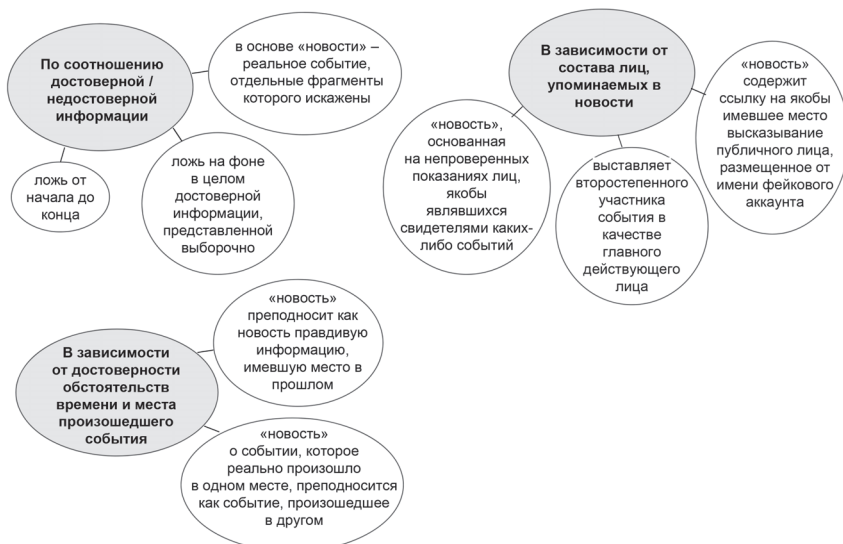 По соотношению
достоверной /
недостоверной
информации
в основе «новости» –
реальное событие,
отдельные фрагменты
которого искажены
ложь от
начала до
конца
ложь на фоне
в целом
достоверной
информации,
представленной
выборочно
В зависимости от
состава лиц,
упоминаемых в
новости
«новость»,
основанная
на непроверенных
показаниях лиц,
якобы
являвшихся
свидетелями каких-
либо событий
выставляет
второстепенного
участника
события в
качестве
главного
действующего
лица
«новость»
содержит
ссылку на якобы
имевшее место
высказывание
публичного лица,
размещенное от
имени фейкового
аккаунта
В зависимости
от достоверности
обстоятельств
времени и места
произошедшего
события
«новость»
преподносит как
новость правдивую
информацию,
имевшую место в
прошлом
«новость»
о событии, которое
реально произошло
в одном месте, преподносится
как событие, произошедшее
в другом